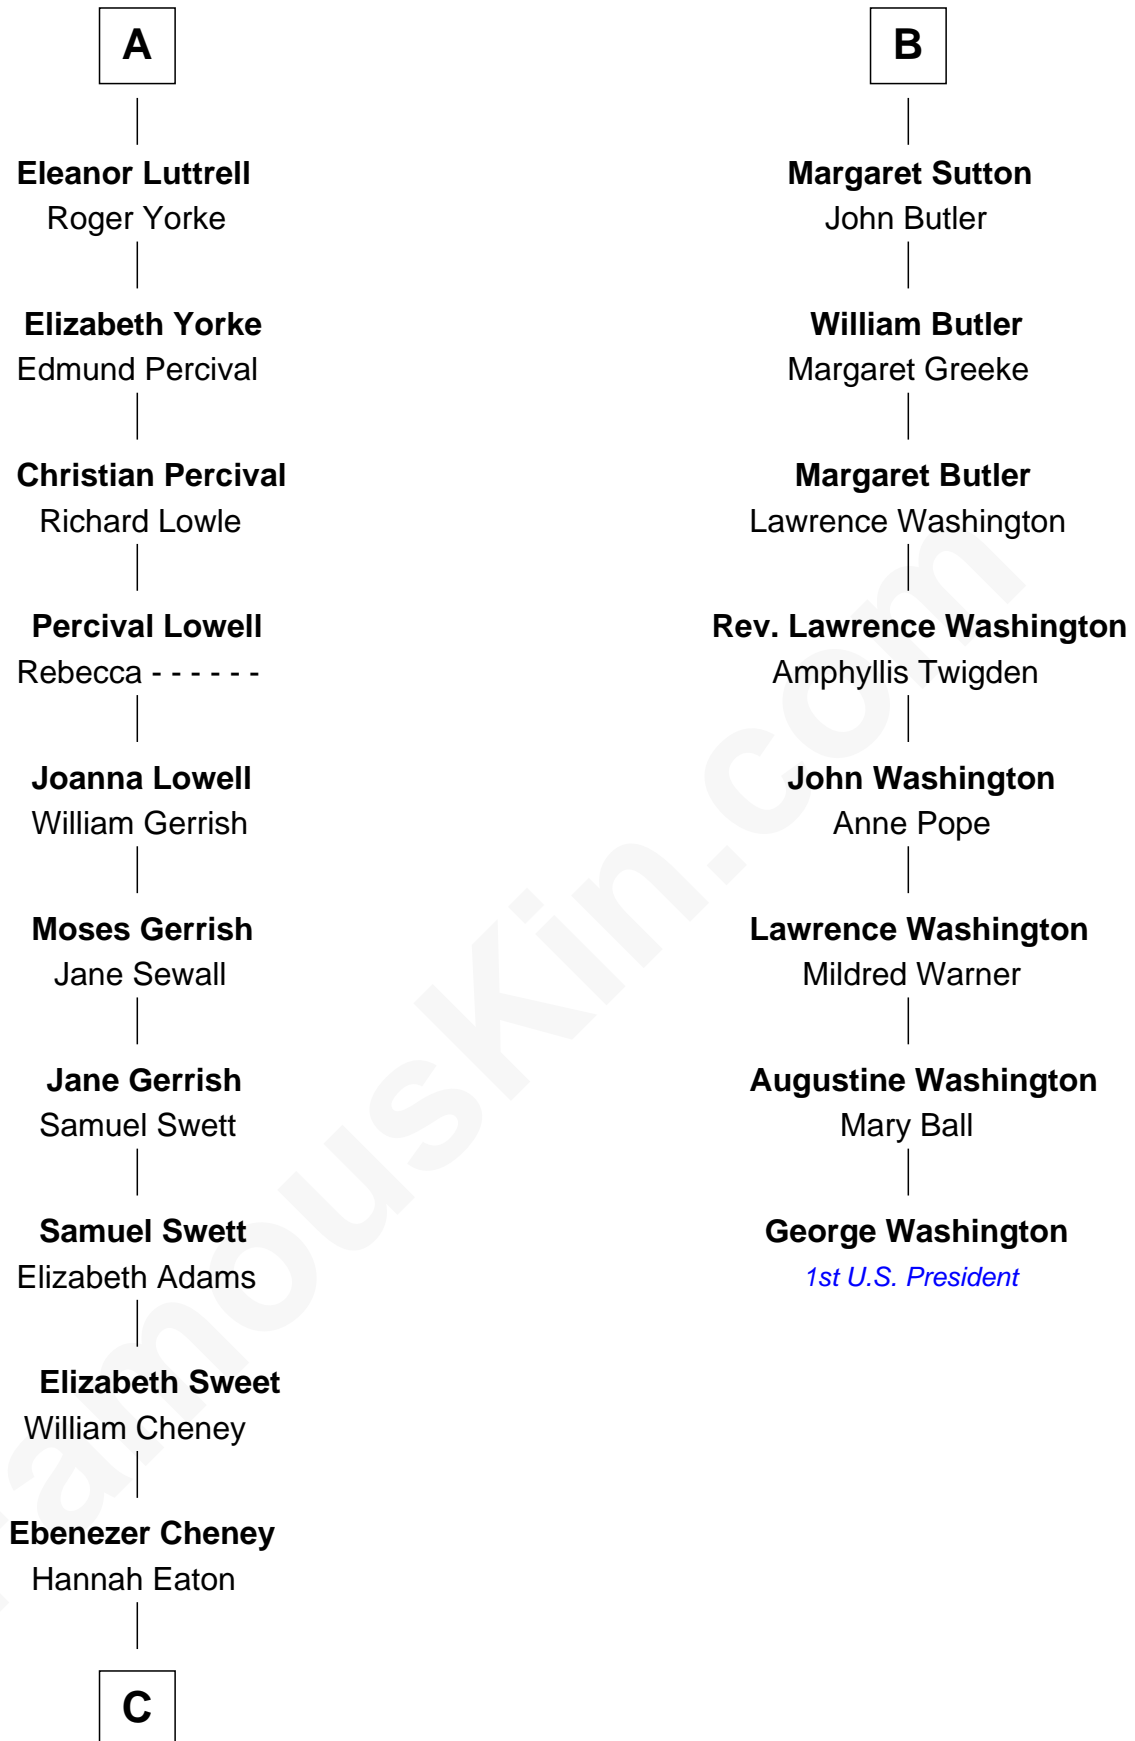 A
Eleanor Luttrell
Roger Yorke
Elizabeth Yorke
Edmund Percival
Christian Percival
Richard Lowle
Percival Lowell
Rebecca - - - - - -
Joanna Lowell
William Gerrish
Moses Gerrish
Jane Sewall
Jane Gerrish
Samuel Swett
Samuel Swett
Elizabeth Adams
Elizabeth Sweet
William Cheney
Ebenezer Cheney
Hannah Eaton
C
B
Margaret Sutton
John Butler
William Butler
Margaret Greeke
Margaret Butler
Lawrence Washington
Rev. Lawrence Washington
Amphyllis Twigden
John Washington
Anne Pope
Lawrence Washington
Mildred Warner
Augustine Washington
Mary Ball
George Washington
1st U.S. President
FamousKin.com